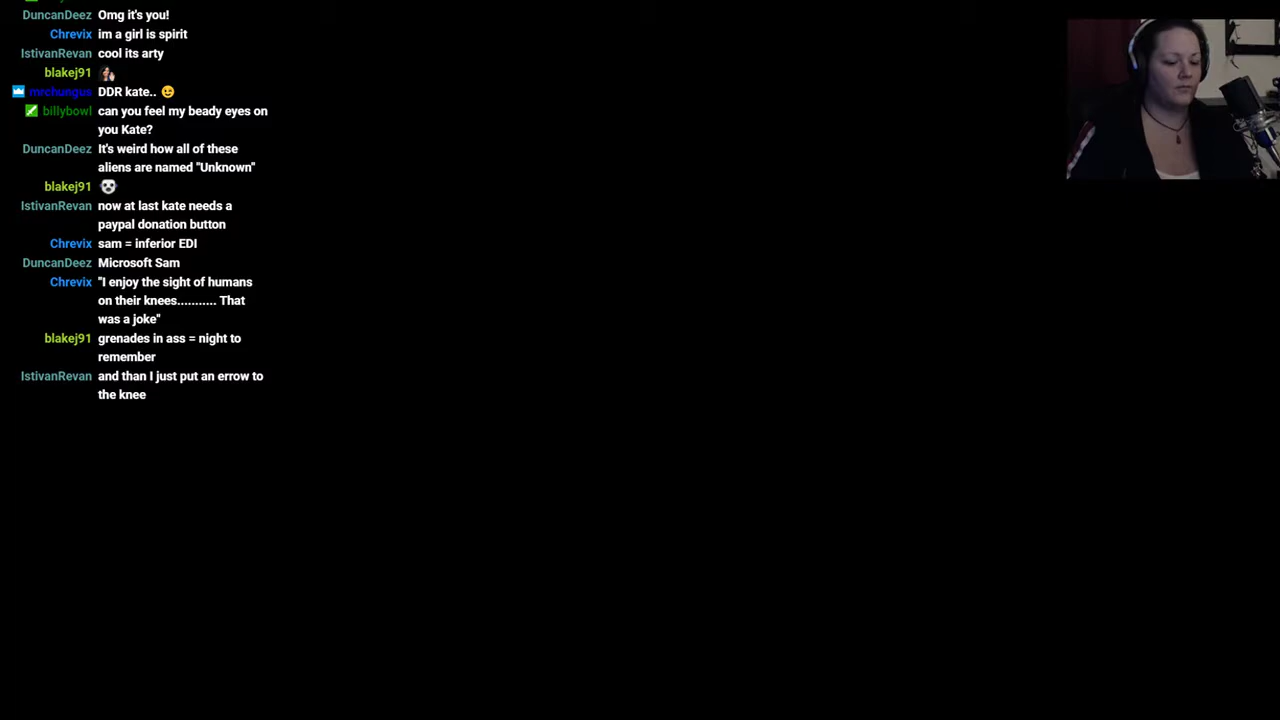 DuncanDeez Omg it's you!
Chrevix im a girl is spirit
IstivanRevan cool its arty
blakej91
mrchungus DDR kate.. 😉
billybowl can you feel my beady eyes on
you Kate?
DuncanDeez It's weird how all of these
aliens are named "Unknown"
blakej91
IstivanRevan now at last kate needs a
paypal donation button
Chrevix sam = inferior EDI
DuncanDeez Microsoft Sam
Chrevix "I enjoy the sight of humans
on their knees........... That
was a joke"
blakej91 grenades in ass = night to
remember
IstivanRevan and than I just put an errow to
the knee